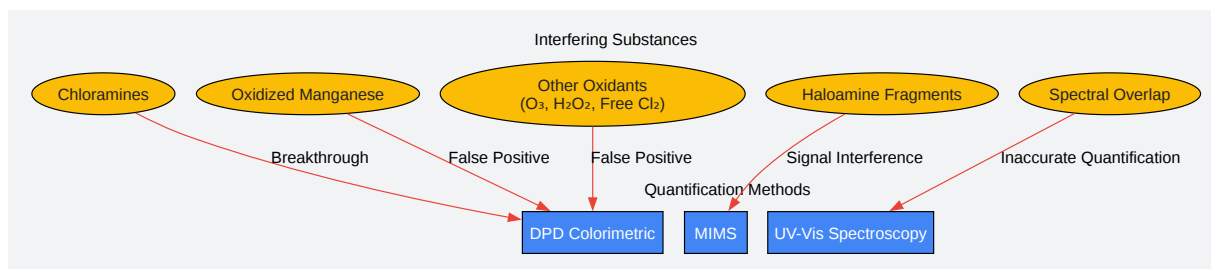 Interfering Substances
Chloramines
Oxidized Manganese
Other Oxidants
(O₃, H₂O₂, Free Cl₂)
Haloamine Fragments
Spectral Overlap
Breakthrough
False Positive
False Positive
Signal Interference
Inaccurate Quantification
Quantification Methods
DPD Colorimetric
MIMS
UV-Vis Spectroscopy